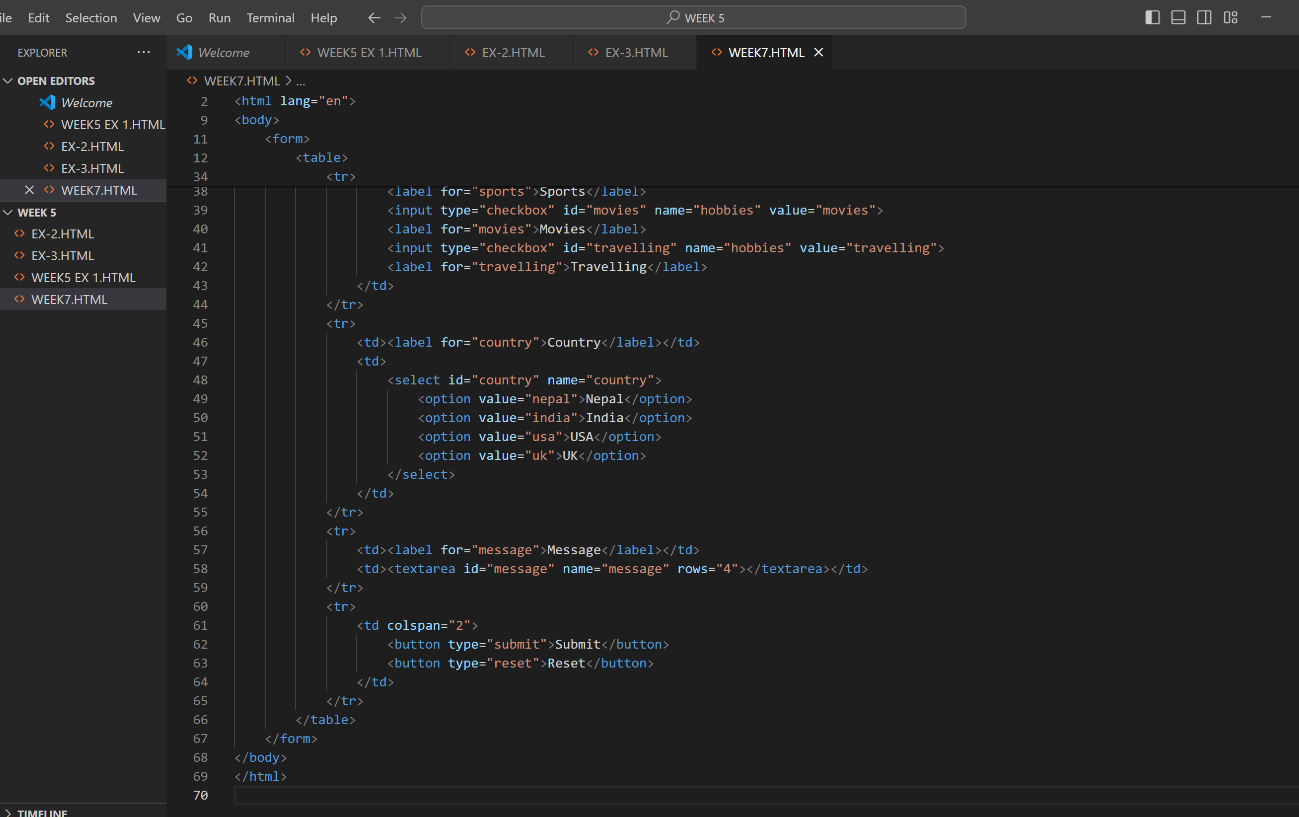 ile Edit Selection View Go Run Terminal Help ← → WEEK 5
EXPLORER ···
OPEN EDITORS
Welcome
WEEK5 EX 1.HTML
EX-2.HTML
EX-3.HTML
WEEK7.HTML
WEEK 5
EX-2.HTML
EX-3.HTML
WEEK5 EX 1.HTML
WEEK7.HTML
TIMELINE
Welcome WEEK5 EX 1.HTML EX-2.HTML EX-3.HTML WEEK7.HTML
WEEK7.HTML > ...
2 <html lang="en">
9 <body>
11 <form>
12 <table>
34 <tr>
38 <label for="sports">Sports</label>
39 <input type="checkbox" id="movies" name="hobbies" value="movies">
40 <label for="movies">Movies</label>
41 <input type="checkbox" id="travelling" name="hobbies" value="travelling">
42 <label for="travelling">Travelling</label>
43 </td>
44 </tr>
45 <tr>
46 <td><label for="country">Country</label></td>
47 <td>
48 <select id="country" name="country">
49 <option value="nepal">Nepal</option>
50 <option value="india">India</option>
51 <option value="usa">USA</option>
52 <option value="uk">UK</option>
53 </select>
54 </td>
55 </tr>
56 <tr>
57 <td><label for="message">Message</label></td>
58 <td><textarea id="message" name="message" rows="4"></textarea></td>
59 </tr>
60 <tr>
61 <td colspan="2">
62 <button type="submit">Submit</button>
63 <button type="reset">Reset</button>
64 </td>
65 </tr>
66 </table>
67 </form>
68 </body>
69 </html>
70